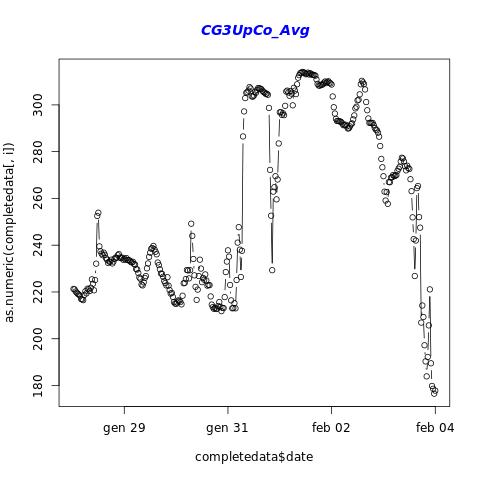 CG3UpCo_Avg
as.numeric(completedata[, i])
300
280
260
240
220
200
180
gen 29
gen 31
feb 02
feb 04
completedata$date